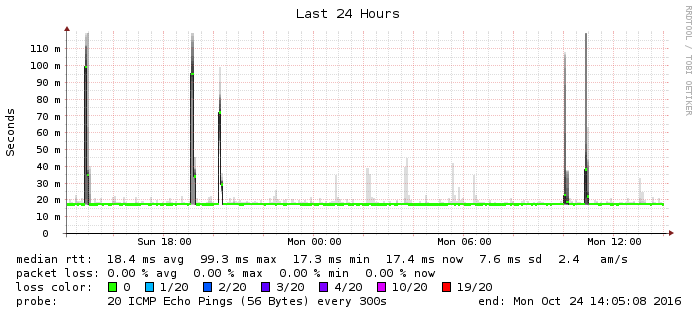 Last 24 Hours
RRDTOOL / TOBI OETIKER
Seconds
110 m
100 m
90 m
80 m
70 m
60 m
50 m
40 m
30 m
20 m
10 m
0
Sun 18:00 Mon 00:00 Mon 06:00 Mon 12:00
median rtt: 18.4 ms avg 99.3 ms max 17.3 ms min 17.4 ms now 7.6 ms sd 2.4 am/s
packet loss: 0.00 % avg 0.00 % max 0.00 % min 0.00 % now
loss color: 0 1/20 2/20 3/20 4/20 10/20 19/20
probe: 20 ICMP Echo Pings (56 Bytes) every 300s end: Mon Oct 24 14:05:08 2016